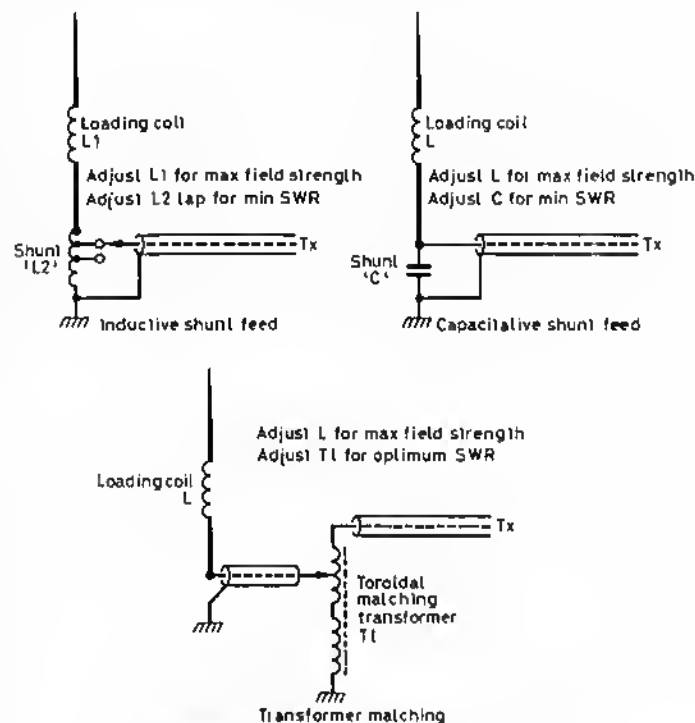 Loading coil
L1
Adjust L1 for max field strength
Adjust L2 tap for min SWR
Shunt
'L2'
Tx
Inductive shunt feed
Loading coil
L
Adjust L for max field strength
Adjust C for min SWR
Shunt
'C'
Tx
Capacitative shunt feed
Adjust L for max field strength
Adjust T1 for optimum SWR
Loading coil
L
Tx
Toroidal
matching
transformer
T1
Transformer matching